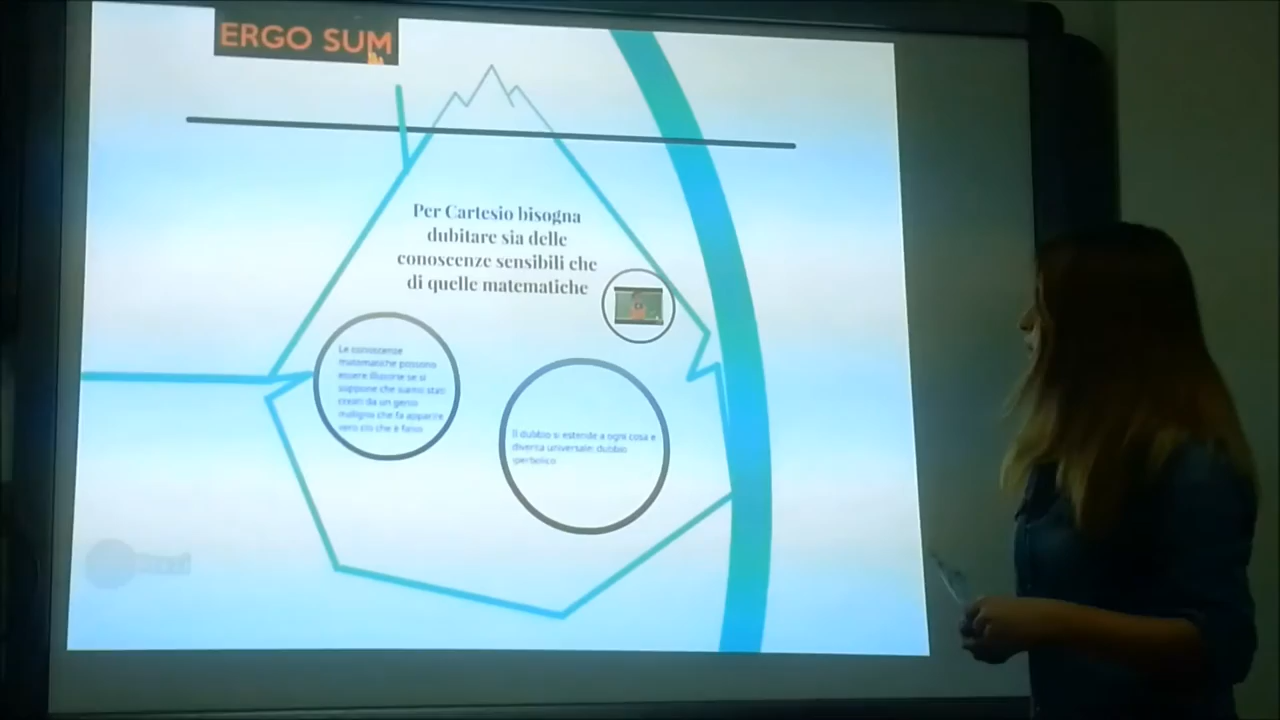 ERGO SUM
Per Cartesio bisogna
dubitare sia delle
conoscenze sensibili che
di quelle matematiche
Le conoscenze
matematiche possono
essere illusorie se si
suppone che siamo stati
creati da un genio
maligno che fa apparire
vero ciò che è falso
Il dubbio si estende a ogni cosa e
diventa universale: dubbio
iperbolico